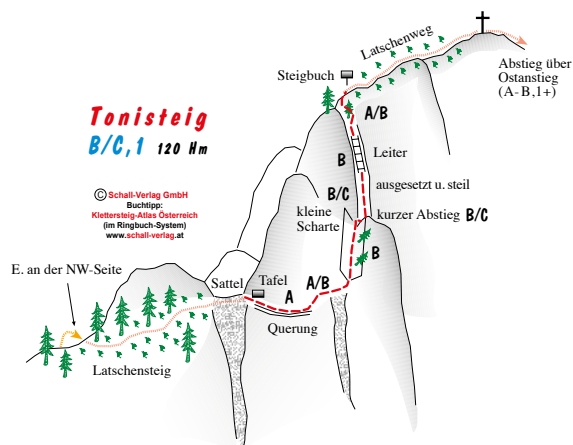 Latschenweg
Steigbuch
Abstieg über
Ostanstieg
(A-B,1+)
Tonisteig
B/C,1 120 Hm
A/B
Leiter
B
© Schall-Verlag GmbH
Buchtipp:
Klettersteig-Atlas Österreich
(im Ringbuch-System)
www.schall-verlag.at
B/C
ausgesetzt u. steil
kleine
Scharte
kurzer Abstieg B/C
B
E. an der NW-Seite
Sattel
Tafel
A
A/B
Querung
Latschensteig